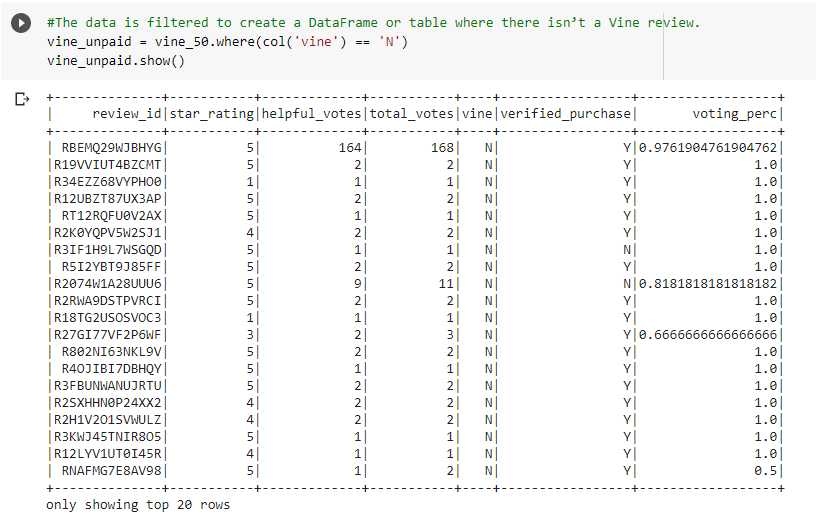 #The data is filtered to create a DataFrame or table where there isn’t a Vine review.
vine_unpaid = vine_50.where(col('vine') == 'N')
vine_unpaid.show()
+--------------+-----------+-------------+-----------+----+-----------------+------------------+
|     review_id|star_rating|helpful_votes|total_votes|vine|verified_purchase|       voting_perc|
+--------------+-----------+-------------+-----------+----+-----------------+------------------+
| RBEMQ29WJBHYG|          5|          164|        168|   N|                Y|0.9761904761904762|
|R19VVIUT4BZCMT|          5|            2|          2|   N|                Y|               1.0|
|R34EZZ68VYPHO0|          1|            1|          1|   N|                Y|               1.0|
|R12UBZT87UX3AP|          5|            2|          2|   N|                Y|               1.0|
| RT12RQFU0V2AX|          5|            1|          1|   N|                Y|               1.0|
|R2K0YQPV5W2SJ1|          4|            2|          2|   N|                Y|               1.0|
|R3IF1H9L7WSGQD|          5|            1|          1|   N|                N|               1.0|
| R5I2YBT9J85FF|          5|            2|          2|   N|                Y|               1.0|
|R2074W1A28UUU6|          5|            9|         11|   N|                N|0.8181818181818182|
|R2RWA9DSTPVRCI|          5|            2|          2|   N|                Y|               1.0|
|R18TG2USOSVOC3|          1|            1|          1|   N|                Y|               1.0|
|R27GI77VF2P6WF|          3|            2|          3|   N|                Y|0.6666666666666666|
| R802NI63NKL9V|          5|            2|          2|   N|                Y|               1.0|
| R4OJIBI7DBHQY|          5|            1|          1|   N|                Y|               1.0|
|R3FBUNWANUJRTU|          5|            2|          2|   N|                Y|               1.0|
|R2SXHHN0P24XX2|          4|            2|          2|   N|                Y|               1.0|
|R2H1V2O1SVWULZ|          4|            2|          2|   N|                Y|               1.0|
|R3KWJ45TNIR8O5|          5|            1|          1|   N|                Y|               1.0|
|R12LYV1UT0I45R|          4|            1|          1|   N|                Y|               1.0|
| RNAFMG7E8AV98|          5|            1|          2|   N|                Y|               0.5|
+--------------+-----------+-------------+-----------+----+-----------------+------------------+
only showing top 20 rows